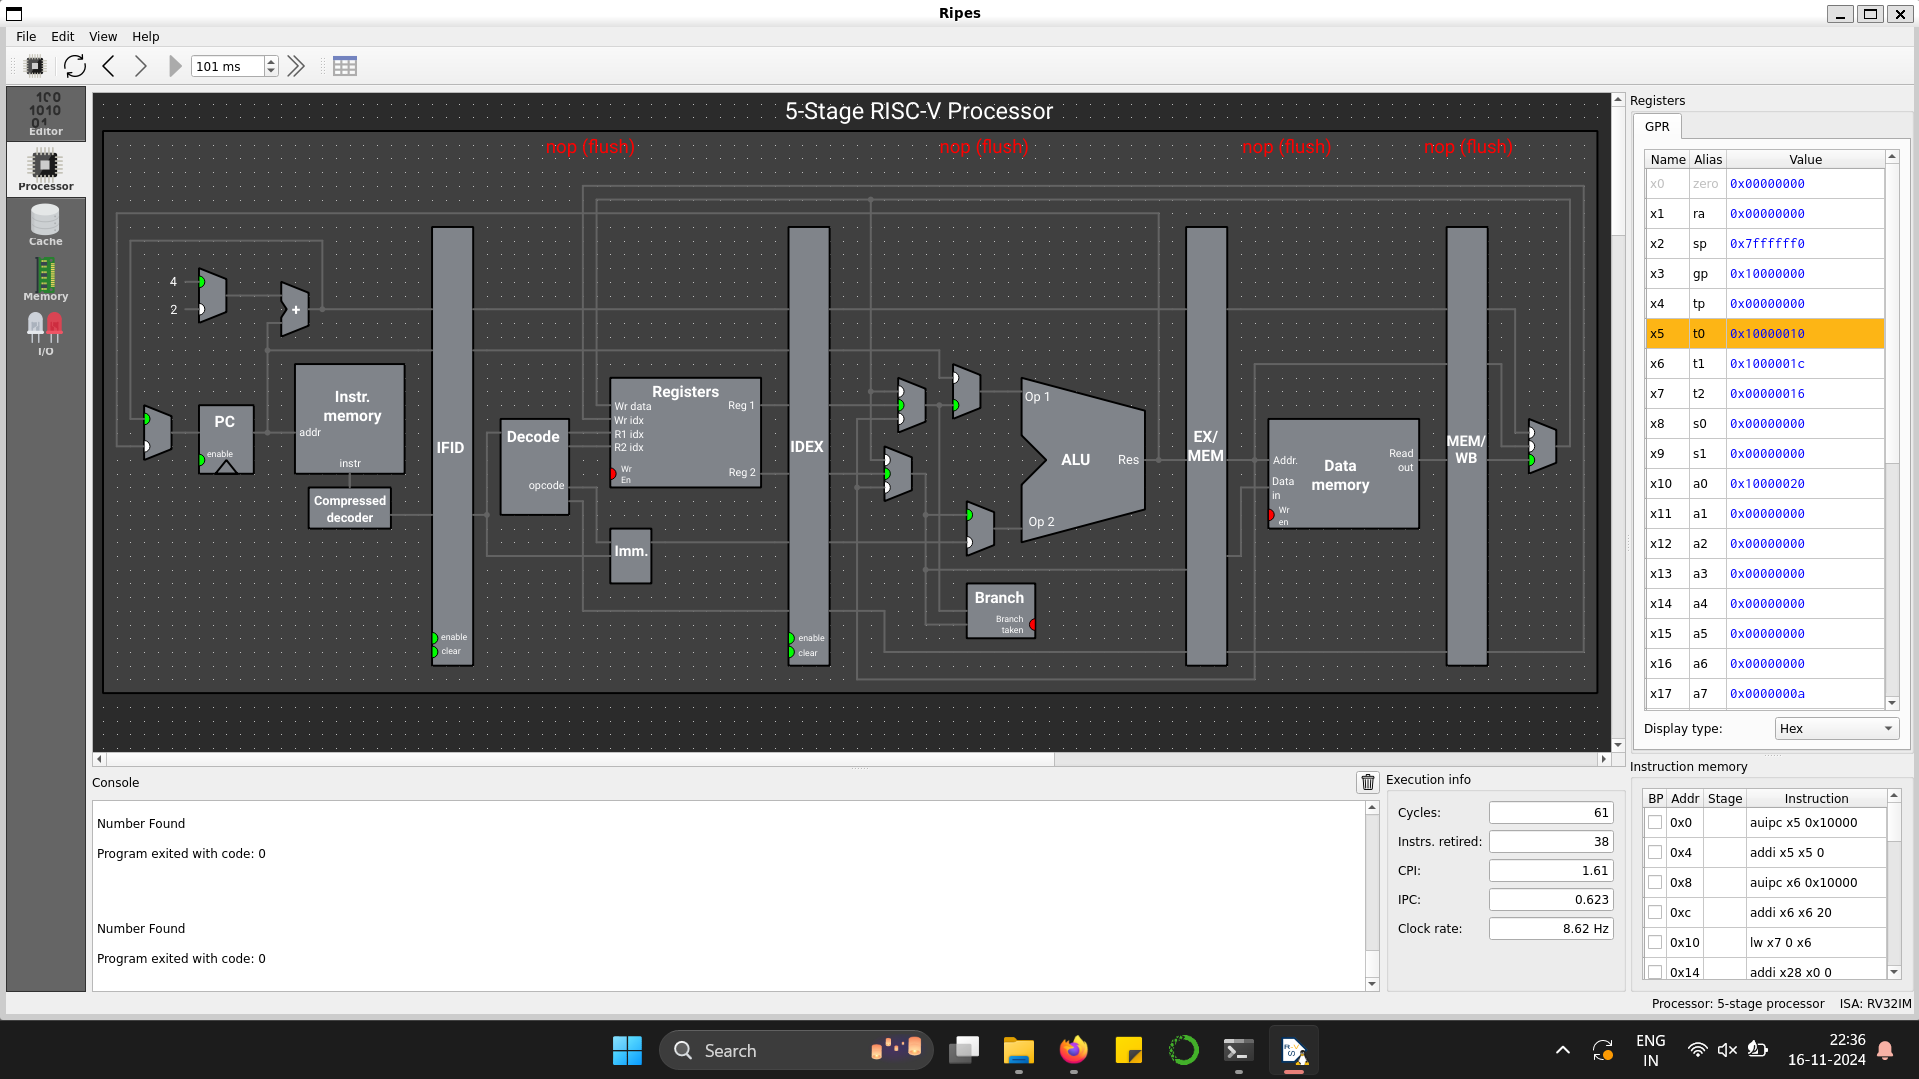 Ripes
File Edit View Help
101 ms
Editor
Processor
Cache
Memory
I/O
5-Stage RISC-V Processor
nop (flush) nop (flush) nop (flush) nop (flush)
4
2
+
PC
enable
Instr.
memory
addr
instr
Compressed
decoder
IFID
enable
clear
Decode
opcode
Registers
Wr data
Wr idx
R1 idx
R2 idx
Wr
En
Reg 1
Reg 2
Imm.
IDEX
enable
clear
Op 1
ALU
Res
Op 2
Branch
Branch
taken
EX/
MEM
Addr.
Data
in
Wr
en
Data
memory
Read
out
MEM/
WB
Registers
GPR
Name Alias Value
x0 zero 0x00000000
x1 ra 0x00000000
x2 sp 0x7ffffff0
x3 gp 0x10000000
x4 tp 0x00000000
x5 t0 0x10000010
x6 t1 0x1000001c
x7 t2 0x00000016
x8 s0 0x00000000
x9 s1 0x00000000
x10 a0 0x10000020
x11 a1 0x00000000
x12 a2 0x00000000
x13 a3 0x00000000
x14 a4 0x00000000
x15 a5 0x00000000
x16 a6 0x00000000
x17 a7 0x0000000a
Display type: Hex
Console
Number Found
Program exited with code: 0
Number Found
Program exited with code: 0
Execution info
Cycles: 61
Instrs. retired: 38
CPI: 1.61
IPC: 0.623
Clock rate: 8.62 Hz
Instruction memory
BP Addr Stage Instruction
0x0 auipc x5 0x10000
0x4 addi x5 x5 0
0x8 auipc x6 0x10000
0xc addi x6 x6 20
0x10 lw x7 0 x6
0x14 addi x28 x0 0
Processor: 5-stage processor ISA: RV32IM
Search
ENG
IN
22:36
16-11-2024